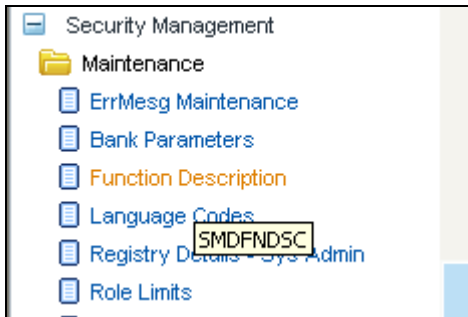 Security Management
Maintenance
ErrMesg Maintenance
Bank Parameters
Function Description
Language Codes
SMDFNDSC
Registry Details - Sys Admin
Role Limits